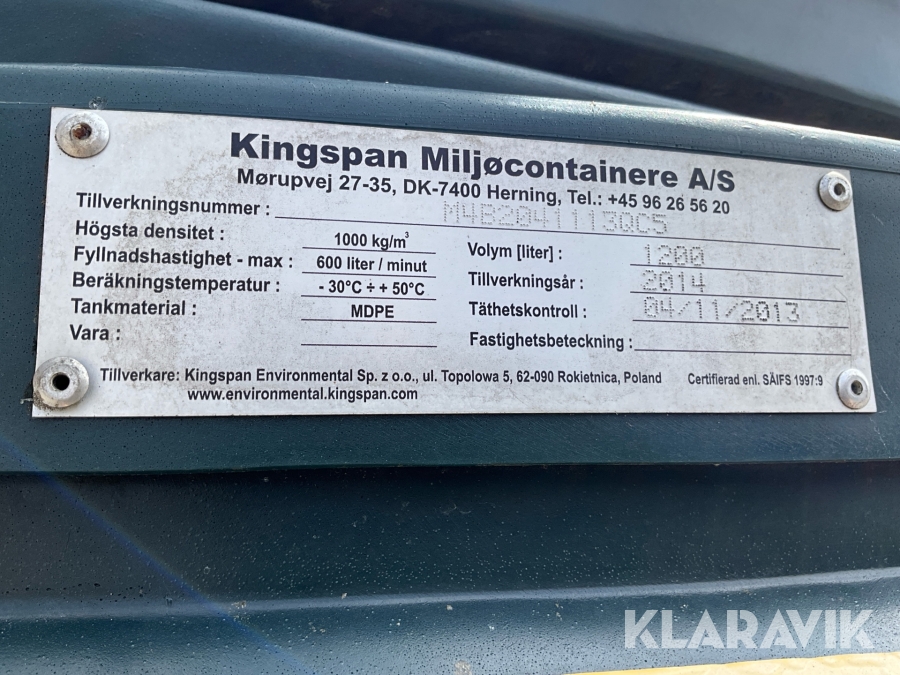 Kingspan Miljøcontainere A/S
Mørupvej 27-35, DK-7400 Herning, Tel.: +45 96 26 56 20
Tillverkningsnummer : M4B20411130C5
Högsta densitet : 1000 kg/m³
Fyllnadshastighet - max : 600 liter / minut
Beräkningstemperatur : - 30°C ÷ + 50°C
Tankmaterial : MDPE
Vara :
Volym [liter] : 1200
Tillverkningsår : 2014
Täthetskontroll : 04/11/2013
Fastighetsbeteckning :
Tillverkare: Kingspan Environmental Sp. z o.o., ul. Topolowa 5, 62-090 Rokietnica, Poland Certifierad enl. SÄIFS 1997:9
www.environmental.kingspan.com
KLARAVIK